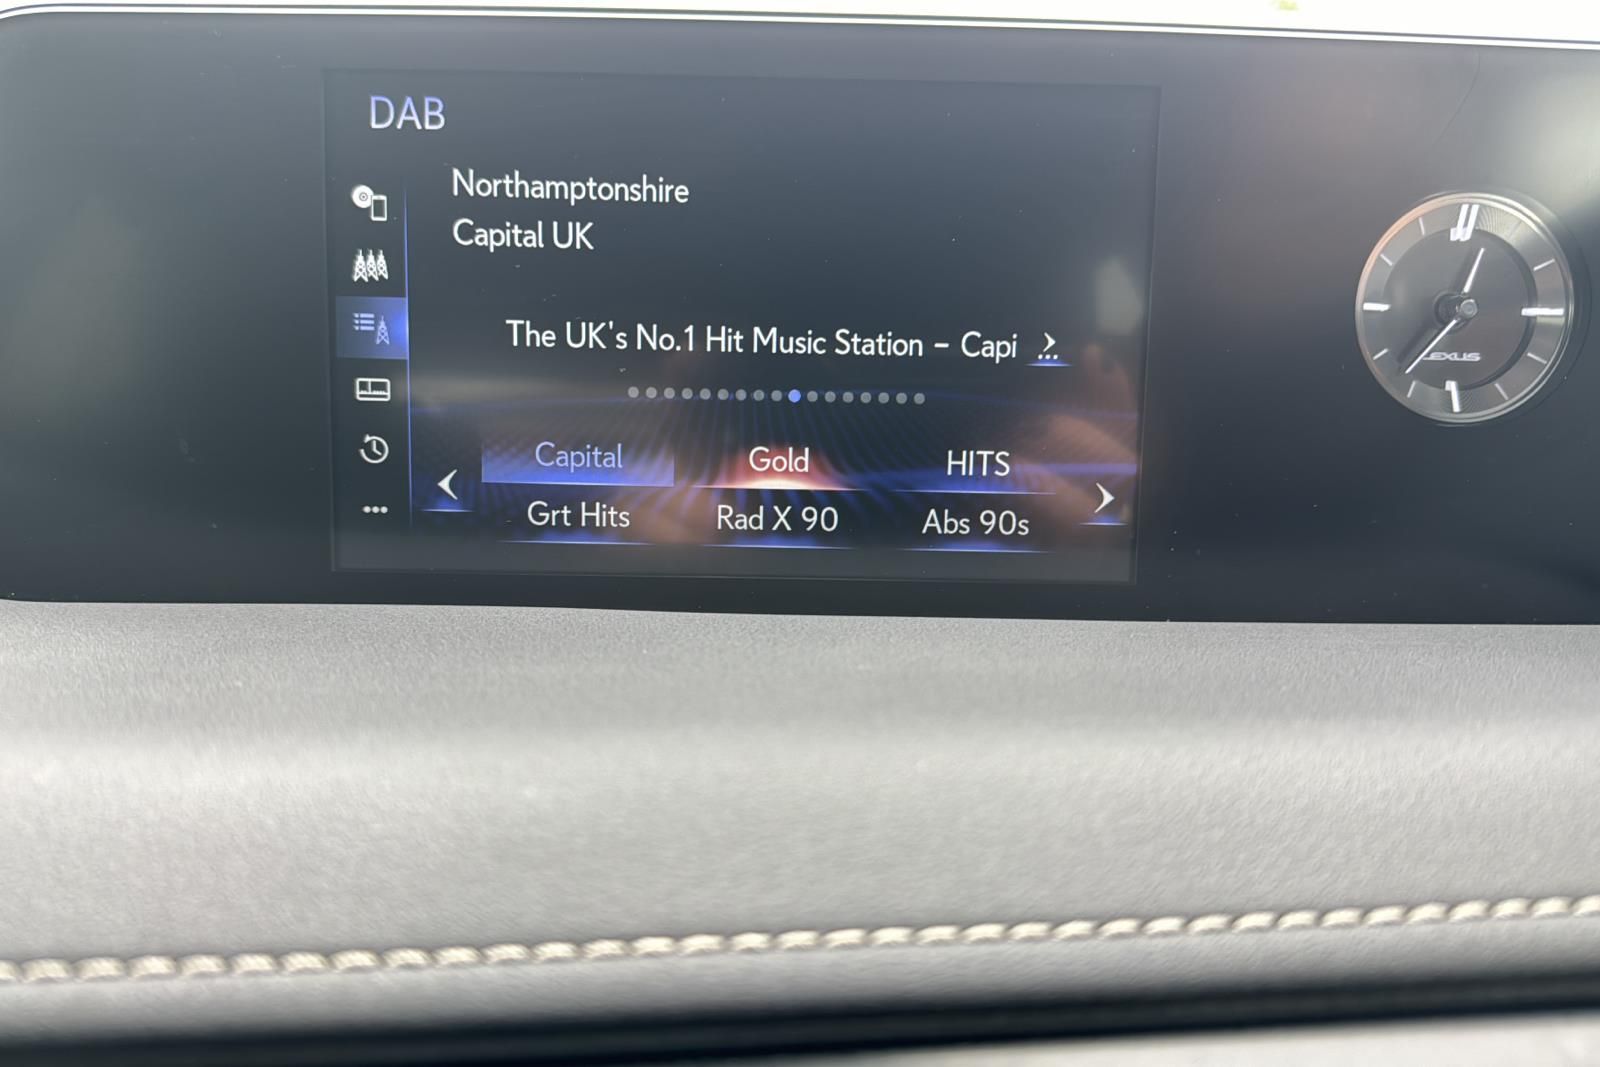 DAB
Northamptonshire
Capital UK
The UK's No.1 Hit Music Station - Capi
Capital
Gold
HITS
Grt Hits
Rad X 90
Abs 90s
LEXUS